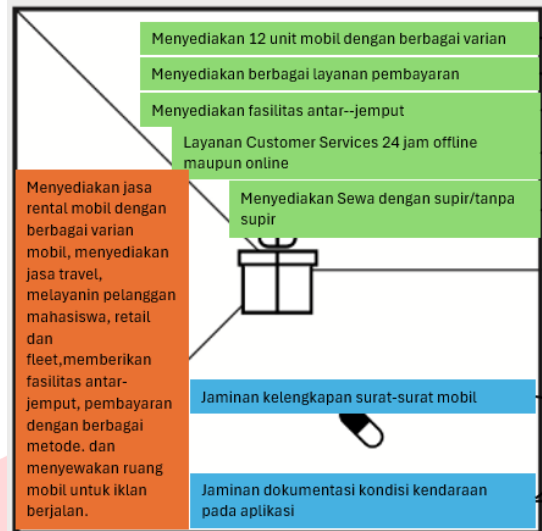 Menyediakan 12 unit mobil dengan berbagai varian
Menyediakan berbagai layanan pembayaran
Menyediakan fasilitas antar--jemput
Layanan Customer Services 24 jam offline
maupun online
Menyediakan Sewa dengan supir/tanpa
supir
Menyediakan jasa
rental mobil dengan
berbagai varian
mobil, menyediakan
jasa travel,
melayanin pelanggan
mahasiswa, retail
dan
fleet,memberikan
fasilitas antar-
jemput, pembayaran
dengan berbagai
metode. dan
menyewakan ruang
mobil untuk iklan
berjalan.
Jaminan kelengkapan surat-surat mobil
Jaminan dokumentasi kondisi kendaraan
pada aplikasi